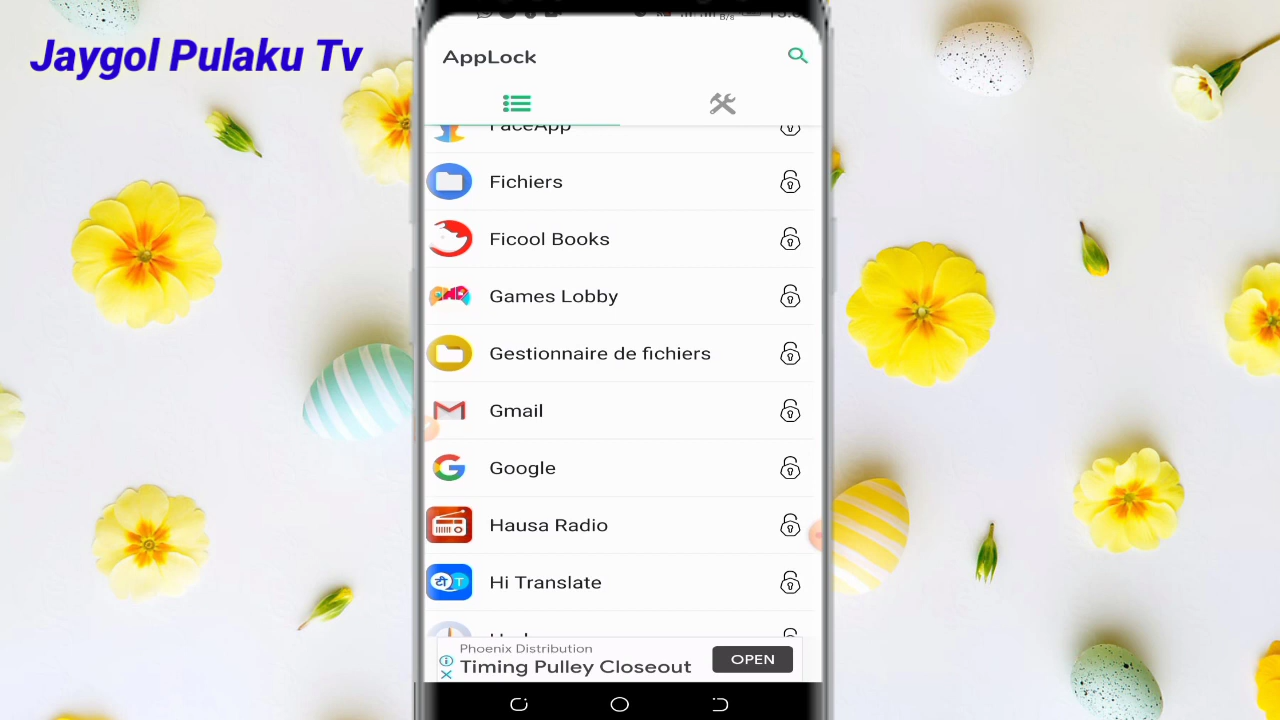 Jaygol Pulaku Tv
B/s
AppLock
FaceApp
Fichiers
Ficool Books
Games Lobby
Gestionnaire de fichiers
Gmail
Google
Hausa Radio
Hi Translate
Phoenix Distribution
Timing Pulley Closeout
OPEN